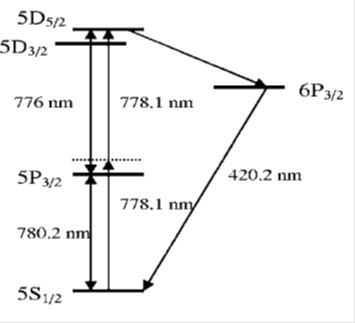 5D5/2
5D3/2
6P3/2
776 nm
778.1 nm
5P3/2
420.2 nm
778.1 nm
780.2 nm
5S1/2